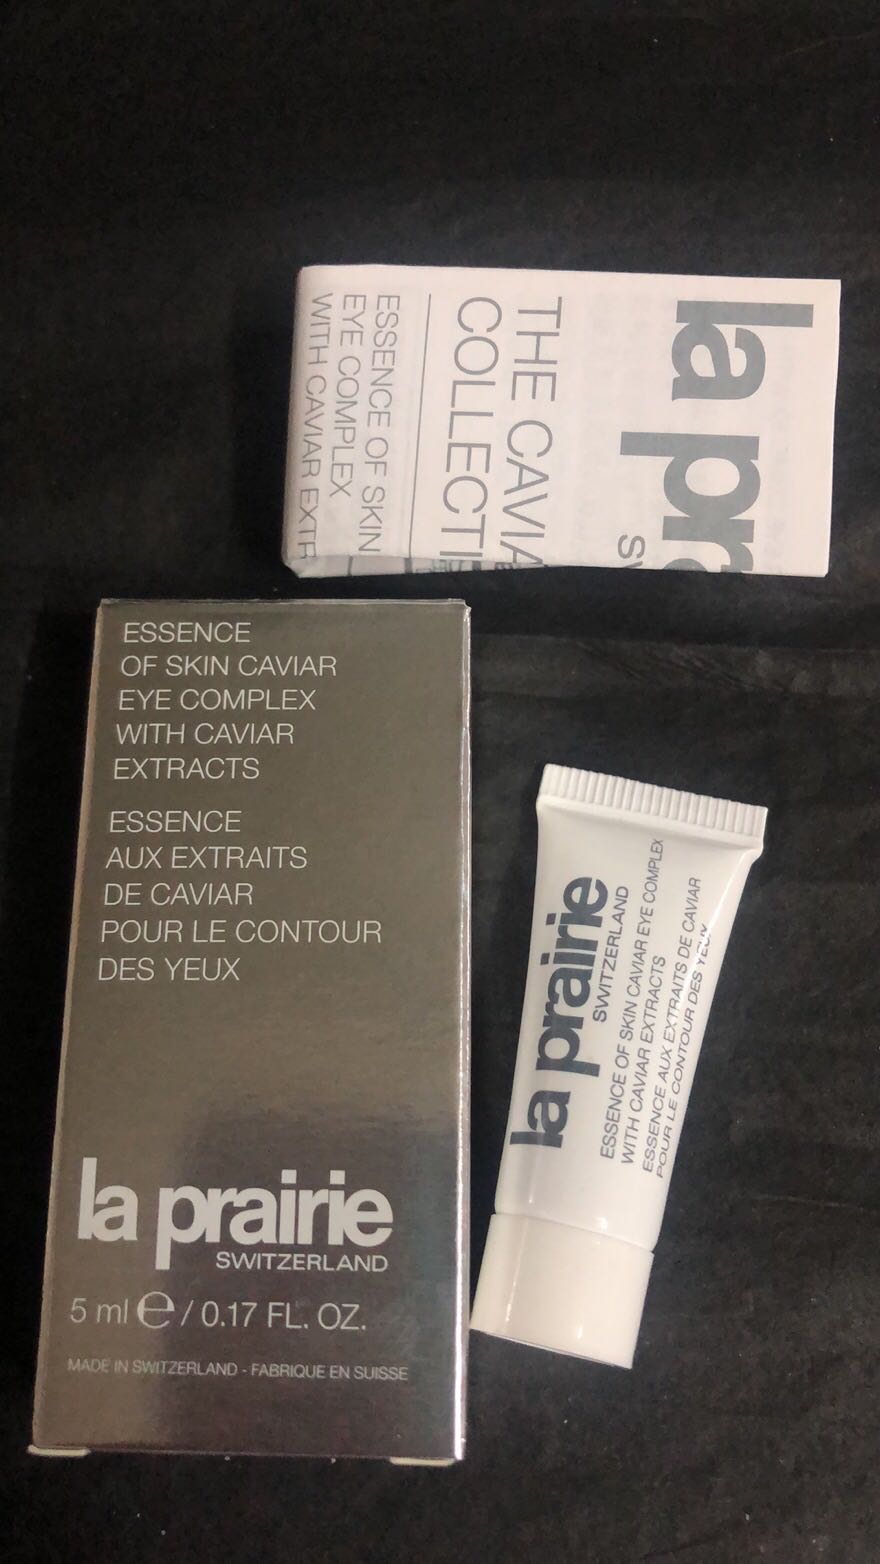 la pr
THE CAVIA
COLLECTI
ESSENCE OF SKIN
EYE COMPLEX
WITH CAVIAR EXTR
ESSENCE
OF SKIN CAVIAR
EYE COMPLEX
WITH CAVIAR
EXTRACTS
ESSENCE
AUX EXTRAITS
DE CAVIAR
POUR LE CONTOUR
DES YEUX
la prairie
SWITZERLAND
5 ml e / 0.17 FL. OZ.
MADE IN SWITZERLAND - FABRIQUE EN SUISSE
la prairie
SWITZERLAND
ESSENCE OF SKIN CAVIAR EYE COMPLEX
WITH CAVIAR EXTRACTS
ESSENCE AUX EXTRAITS DE CAVIAR
POUR LE CONTOUR DES YEUX